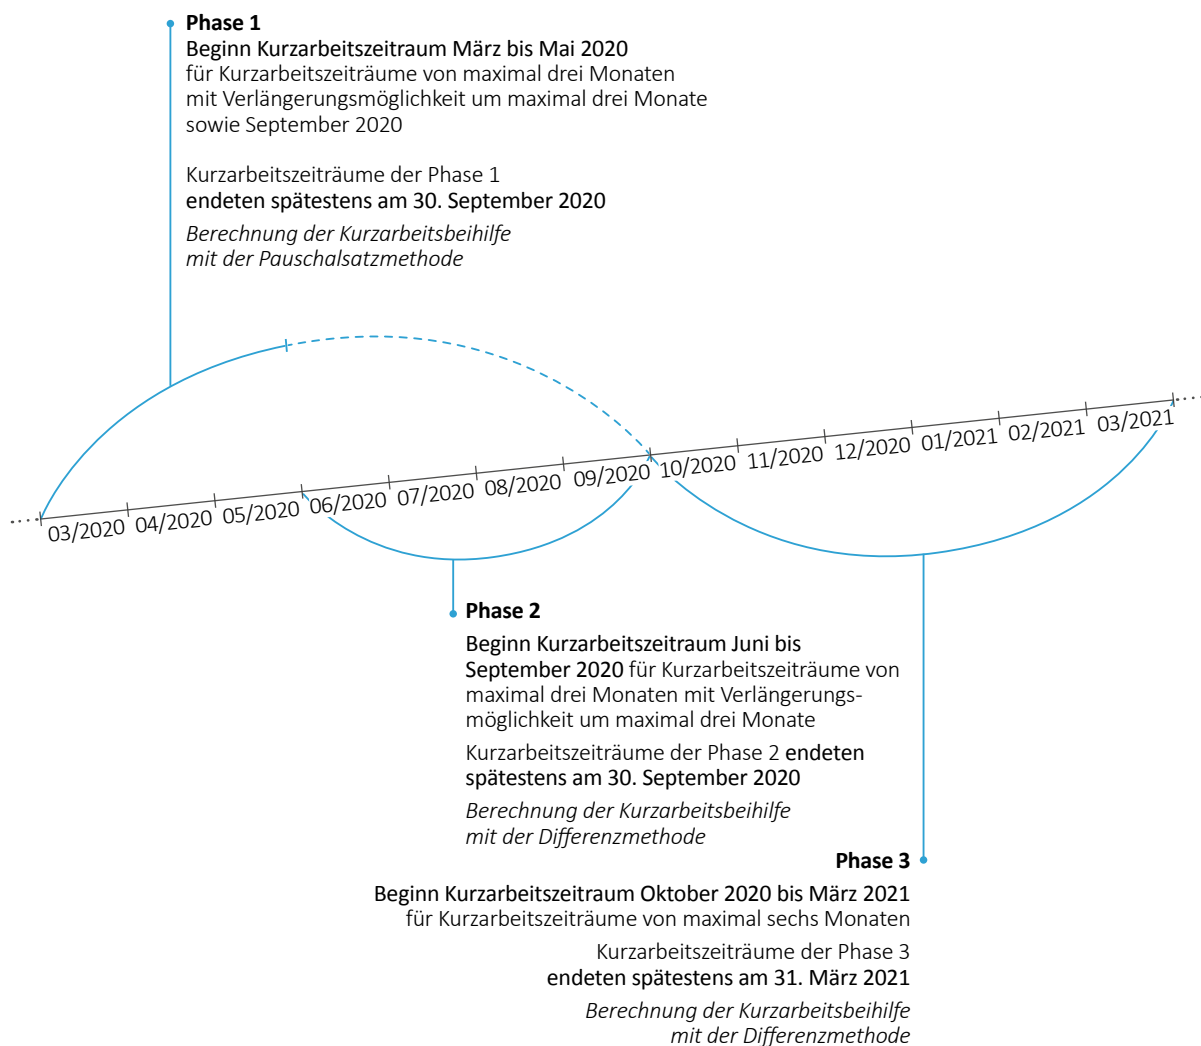 Phase 1
Beginn Kurzarbeitszeitraum März bis Mai 2020
für Kurzarbeitszeiträume von maximal drei Monaten
mit Verlängerungsmöglichkeit um maximal drei Monate
sowie September 2020
Kurzarbeitszeiträume der Phase 1
endeten spätestens am 30. September 2020
Berechnung der Kurzarbeitsbeihilfe
mit der Pauschalsatzmethode
03/2020 04/2020 05/2020 06/2020 07/2020 08/2020 09/2020 10/2020 11/2020 12/2020 01/2021 02/2021 03/2021
Phase 2
Beginn Kurzarbeitszeitraum Juni bis
September 2020 für Kurzarbeitszeiträume von
maximal drei Monaten mit Verlängerungs-
möglichkeit um maximal drei Monate
Kurzarbeitszeiträume der Phase 2 endeten
spätestens am 30. September 2020
Berechnung der Kurzarbeitsbeihilfe
mit der Differenzmethode
Phase 3
Beginn Kurzarbeitszeitraum Oktober 2020 bis März 2021
für Kurzarbeitszeiträume von maximal sechs Monaten
Kurzarbeitszeiträume der Phase 3
endeten spätestens am 31. März 2021
Berechnung der Kurzarbeitsbeihilfe
mit der Differenzmethode